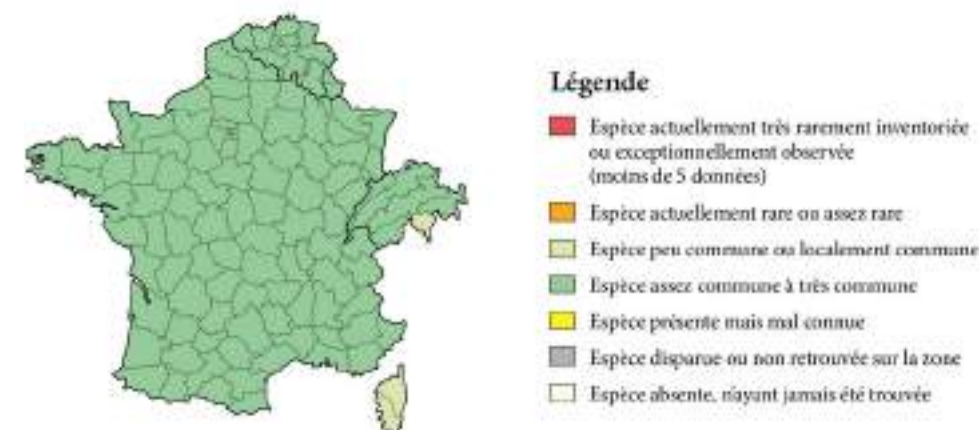 Légende
Espèce actuellement très rarement inventoriée
ou exceptionnellement observée
(moins de 5 données)
Espèce actuellement rare ou assez rare
Espèce peu commune ou localement commune
Espèce assez commune à très commune
Espèce présente mais mal connue
Espèce disparue ou non retrouvée sur la zone
Espèce absente, n'ayant jamais été trouvée